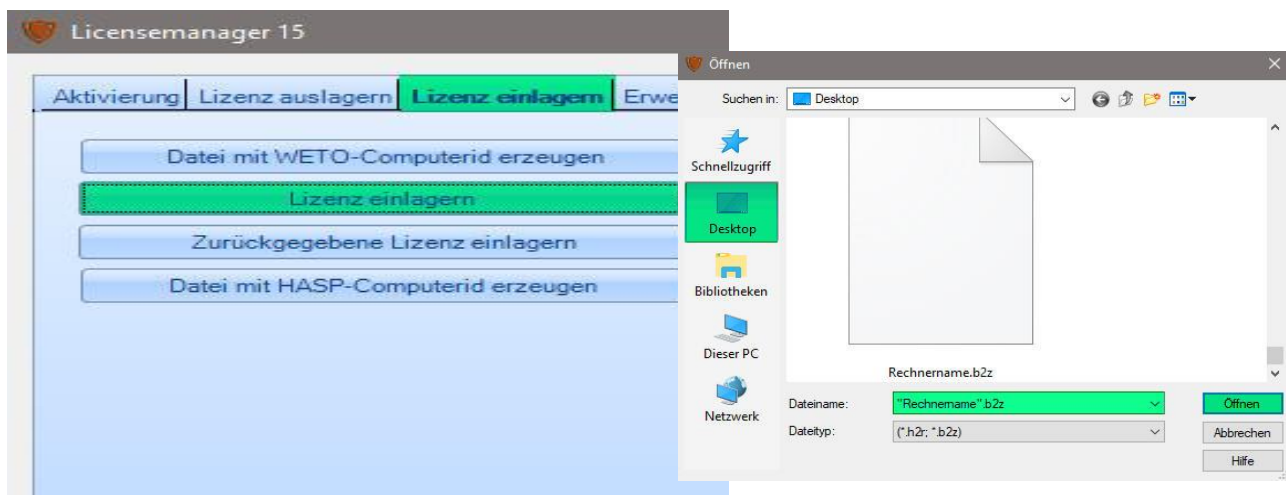 Licensemanager 15
Aktivierung Lizenz auslagern Lizenz einlagern Erwe
Datei mit WETO-Computerid erzeugen
Lizenz einlagern
Zurückgegebene Lizenz einlagern
Datei mit HASP-Computerid erzeugen
Öffnen
Suchen in: Desktop
Schnellzugriff
Desktop
Bibliotheken
Dieser PC
Netzwerk
Rechnername.b2z
Dateiname: "Rechnername".b2z Öffnen
Dateityp: (*.h2r; *.b2z) Abbrechen
Hilfe